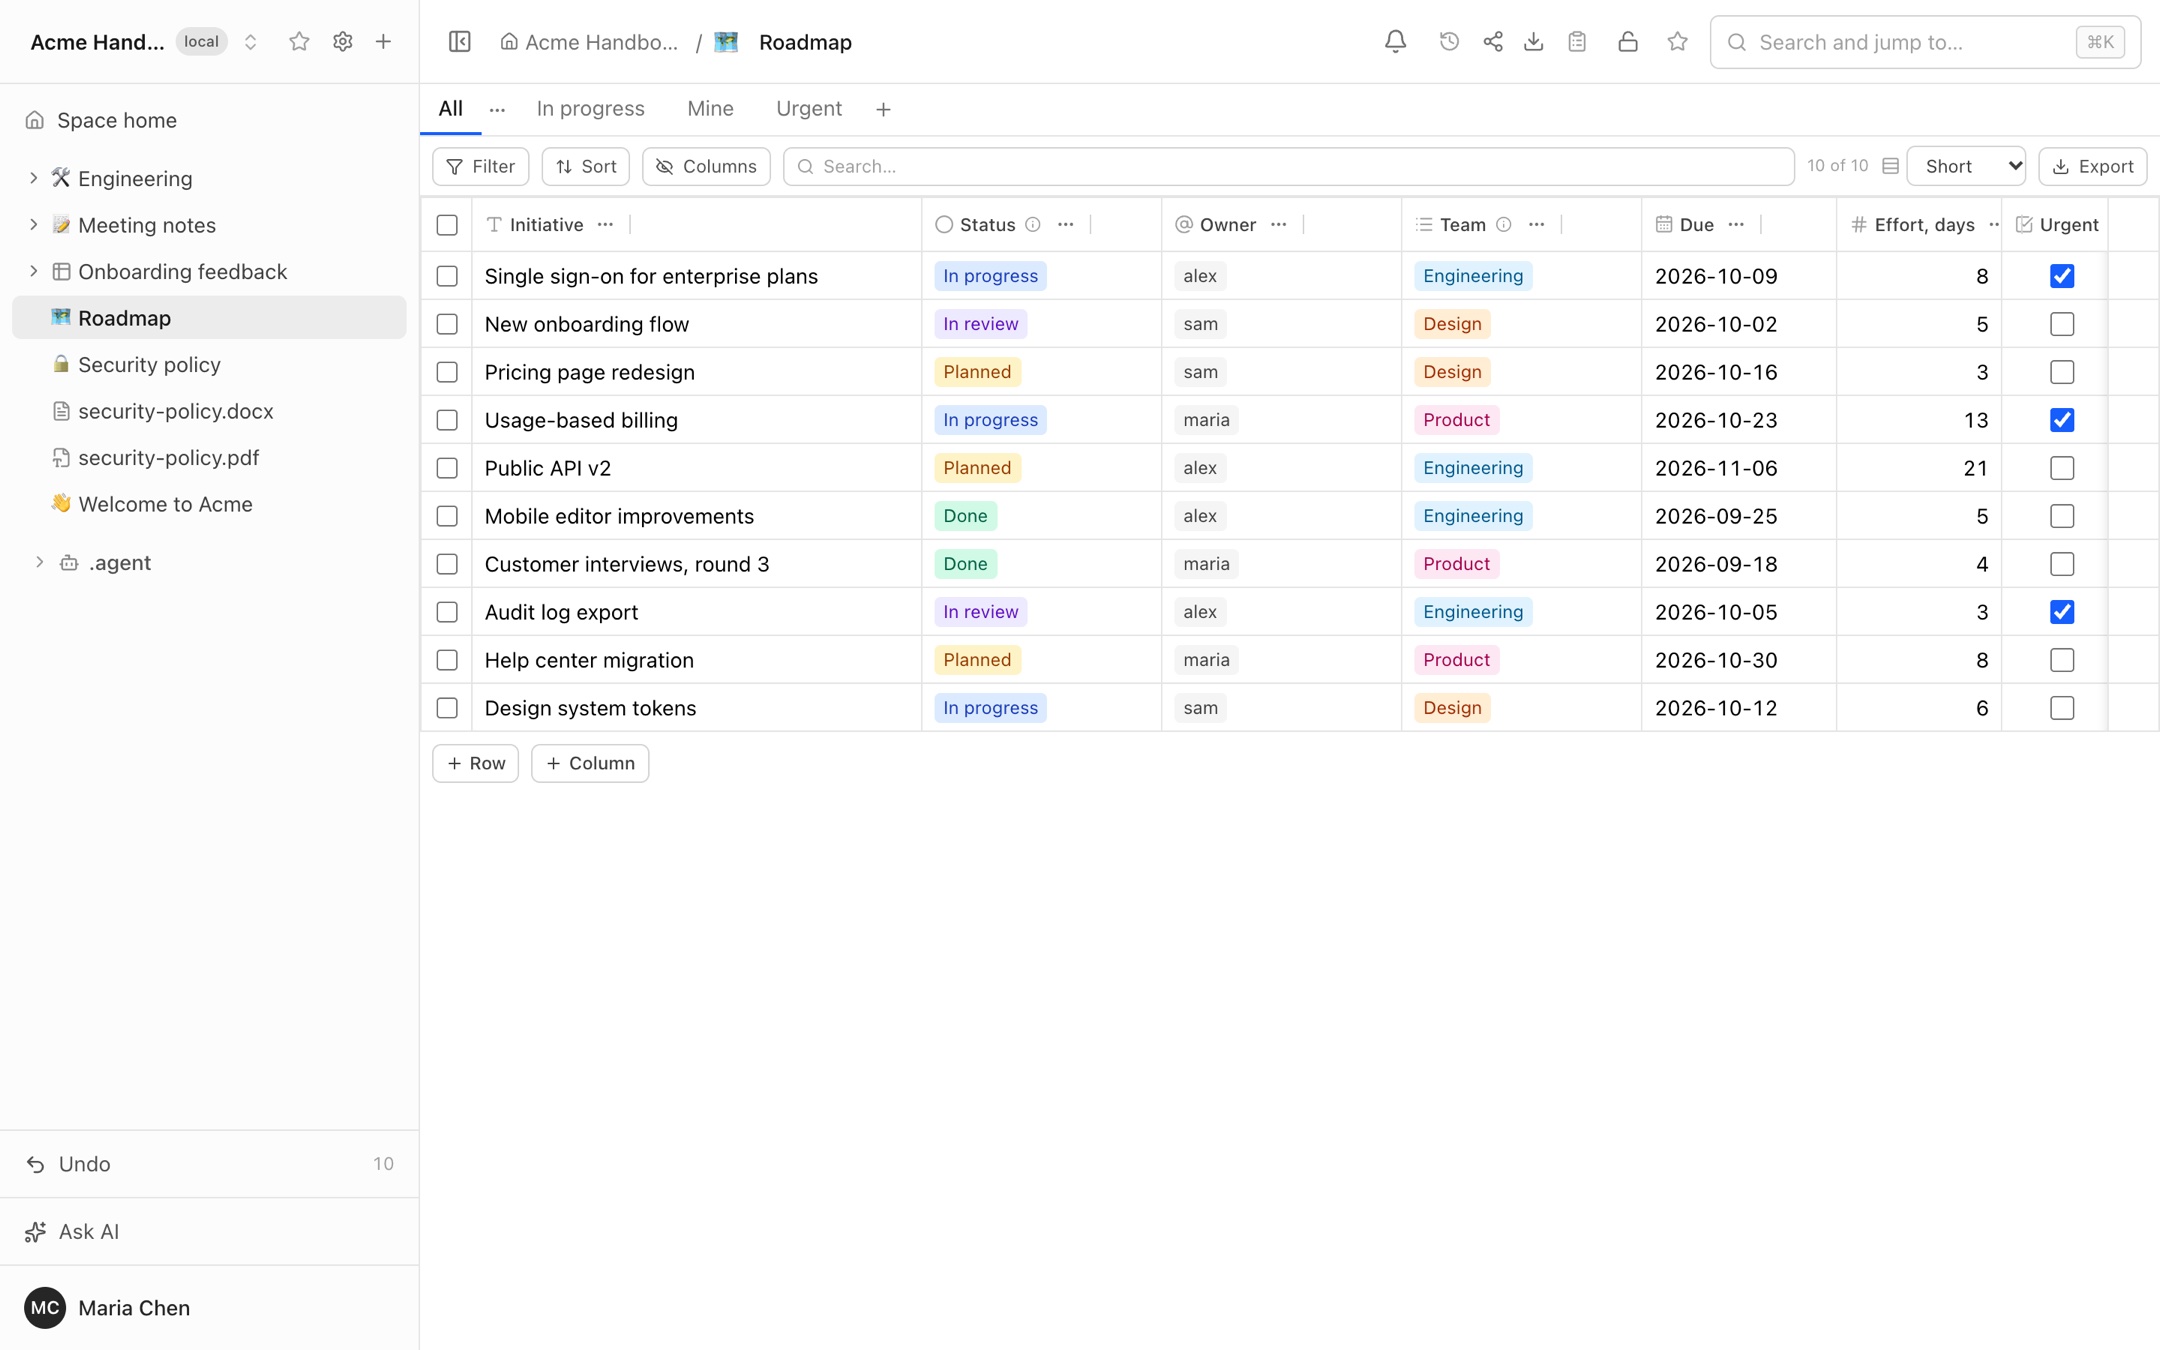 Acme Hand... local
Acme Handbo... / Roadmap
Search and jump to... ⌘K
Space home
Engineering
Meeting notes
Onboarding feedback
Roadmap
Security policy
security-policy.docx
security-policy.pdf
Welcome to Acme
.agent
Undo 10
Ask AI
MC Maria Chen
All ... In progress Mine Urgent +
Filter Sort Columns Search... 10 of 10 Short Export
Initiative ... Status ... Owner ... Team ... Due ... # Effort, days ... Urgent
Single sign-on for enterprise plans In progress alex Engineering 2026-10-09 8
New onboarding flow In review sam Design 2026-10-02 5
Pricing page redesign Planned sam Design 2026-10-16 3
Usage-based billing In progress maria Product 2026-10-23 13
Public API v2 Planned alex Engineering 2026-11-06 21
Mobile editor improvements Done alex Engineering 2026-09-25 5
Customer interviews, round 3 Done maria Product 2026-09-18 4
Audit log export In review alex Engineering 2026-10-05 3
Help center migration Planned maria Product 2026-10-30 8
Design system tokens In progress sam Design 2026-10-12 6
+ Row + Column